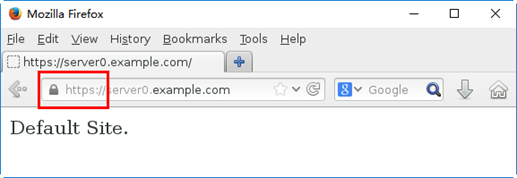 Mozilla Firefox
File Edit View History Bookmarks Tools Help
https://server0.example.com/
https://server0.example.com
8 Google
Default Site.